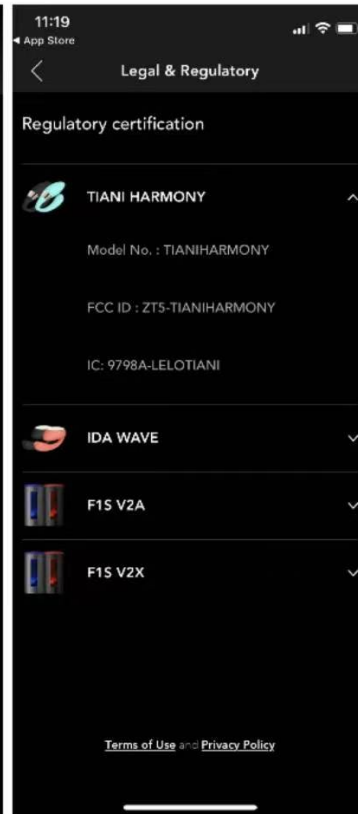 11:19
◀ App Store
Legal & Regulatory
Regulatory certification
TIANI HARMONY
Model No. : TIANIHARMONY
FCC ID : ZT5-TIANIHARMONY
IC: 9798A-LELOTIANI
IDA WAVE
F1S V2A
F1S V2X
Terms of Use and Privacy Policy